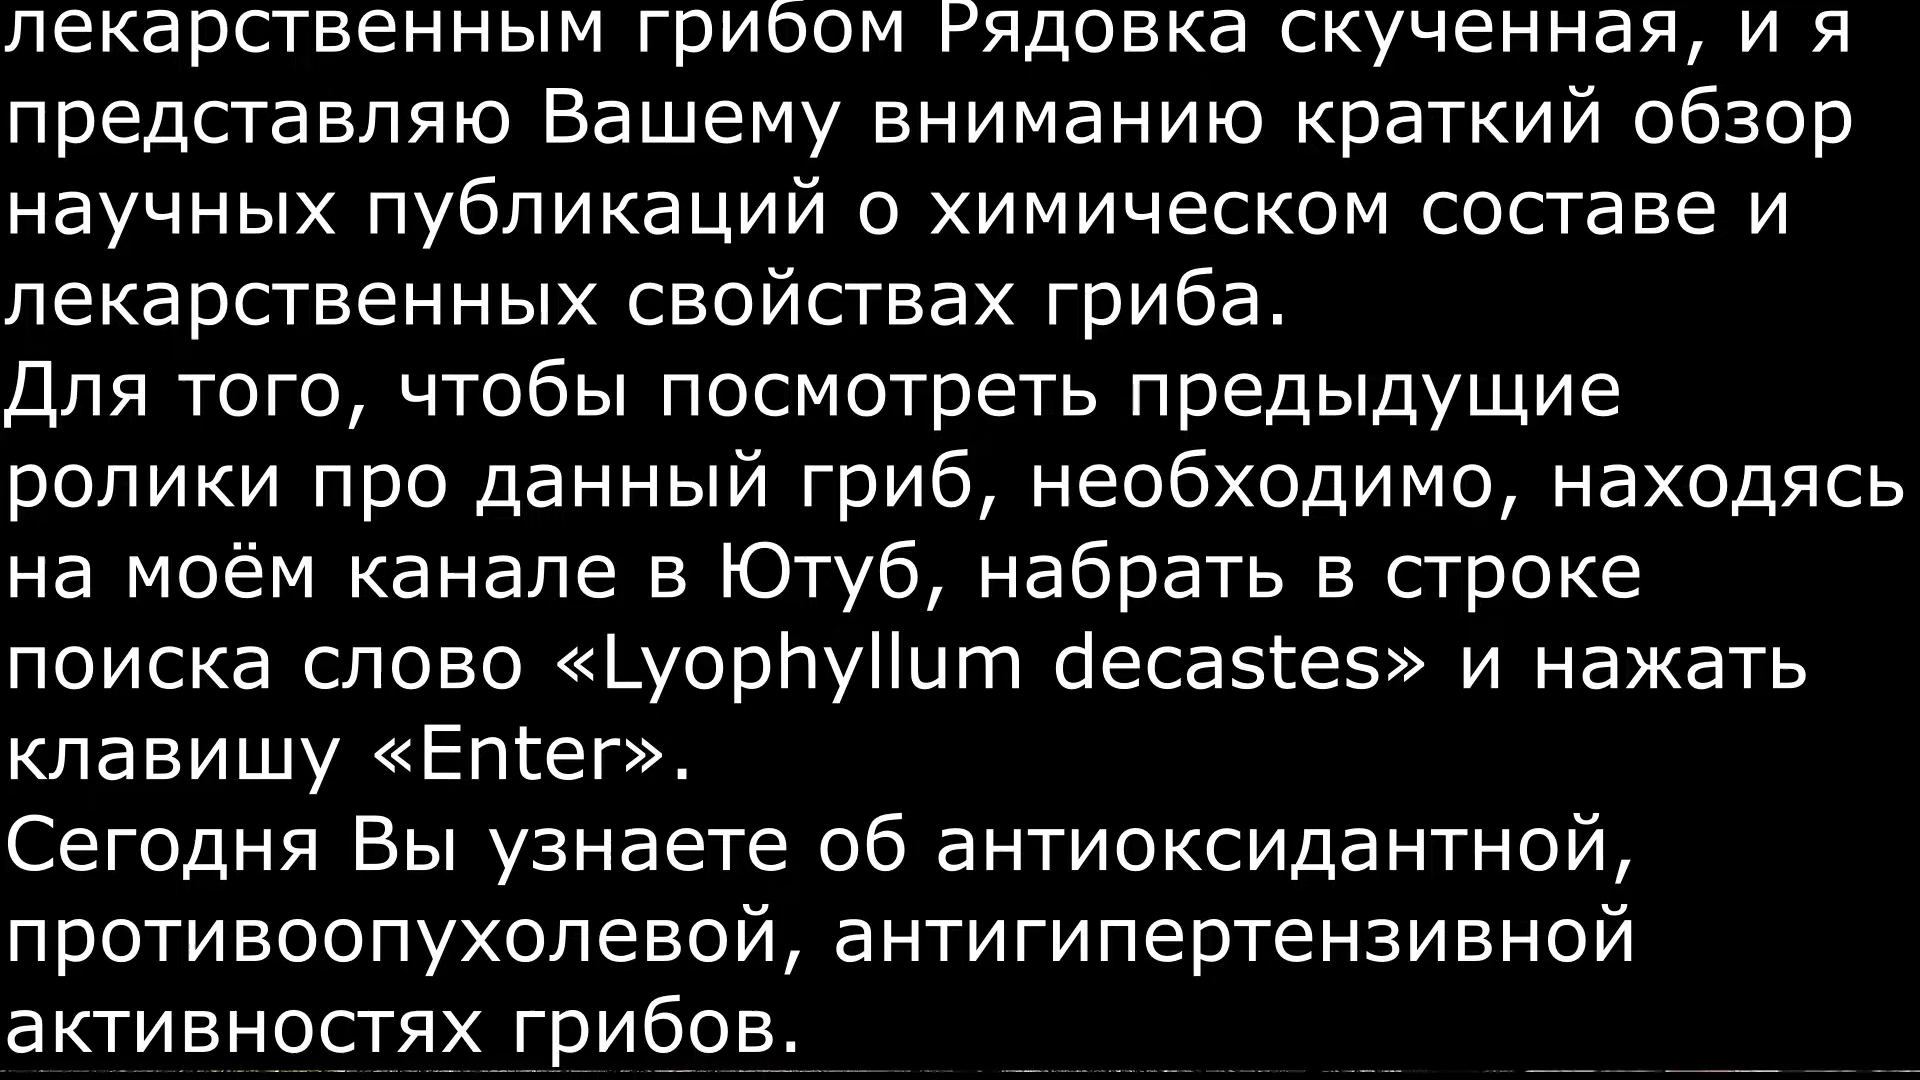 лекарственным грибом Рядовка скученная, и я
представляю Вашему вниманию краткий обзор
научных публикаций о химическом составе и
лекарственных свойствах гриба.
Для того, чтобы посмотреть предыдущие
ролики про данный гриб, необходимо, находясь
на моём канале в Ютуб, набрать в строке
поиска слово «Lyophyllum decastes» и нажать
клавишу «Enter».
Сегодня Вы узнаете об антиоксидантной,
противоопухолевой, антигипертензивной
активностях грибов.